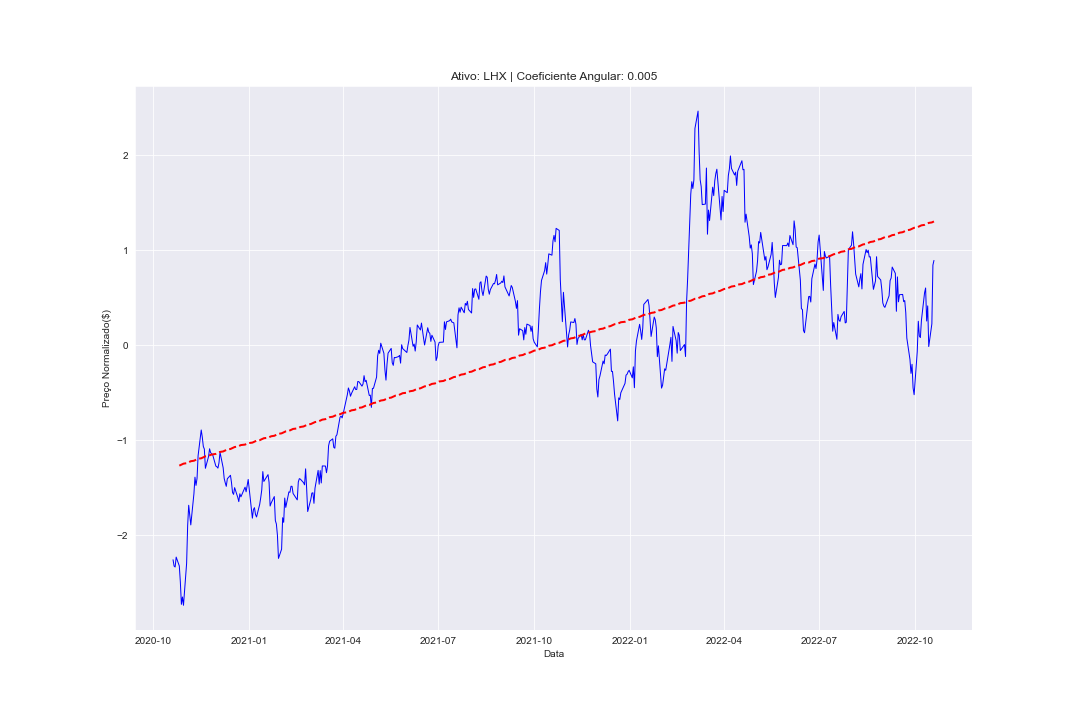 Ativo: LHX | Coeficiente Angular: 0.005
Preço Normalizado($)
2
1
0
−1
−2
2020-10 2021-01 2021-04 2021-07 2021-10 2022-01 2022-04 2022-07 2022-10
Data